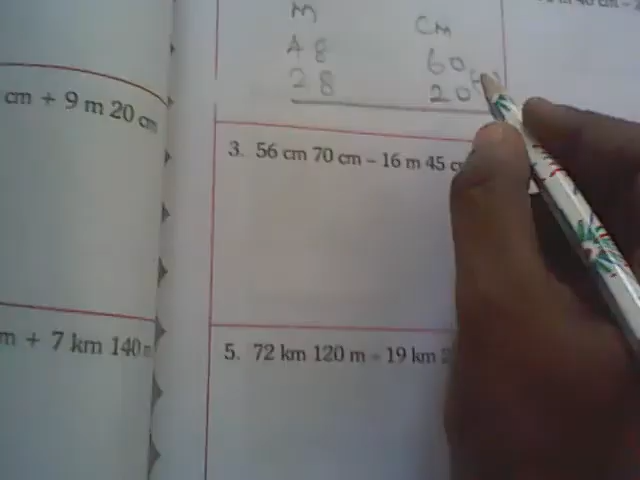 M Cm
48 60
28 20
cm + 9 m 20 cm
3. 56 cm 70 cm – 16 m 45
m + 7 km 140
5. 72 km 120 m – 19 km